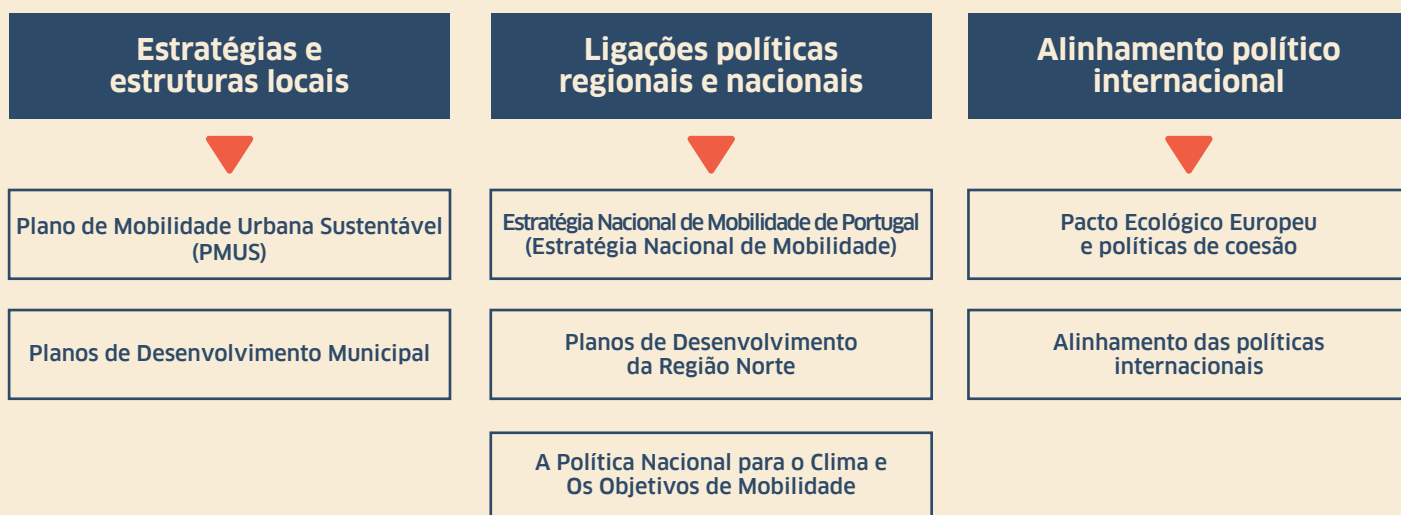 Estratégias e
estruturas locais
Plano de Mobilidade Urbana Sustentável
(PMUS)
Planos de Desenvolvimento Municipal
Ligações políticas
regionais e nacionais
Estratégia Nacional de Mobilidade de Portugal
(Estratégia Nacional de Mobilidade)
Planos de Desenvolvimento
da Região Norte
A Política Nacional para o Clima e
Os Objetivos de Mobilidade
Alinhamento político
internacional
Pacto Ecológico Europeu
e políticas de coesão
Alinhamento das políticas
internacionais